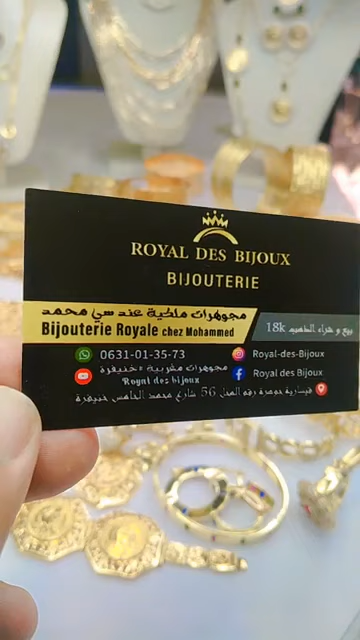 ROYAL DES BIJOUX
BIJOUTERIE
مجوهرات ملكية عند سي محمد
Bijouterie Royale chez Mohammed
بيع و شراء الذهب 18k
0631-01-35-73
Royal-des-Bijoux
مجوهرات مغربية خنيفرة
Royal des bijoux
Royal des Bijoux
قيسارية جوهرة رقم المحل 56 شارع محمد الخامس خنيفرة